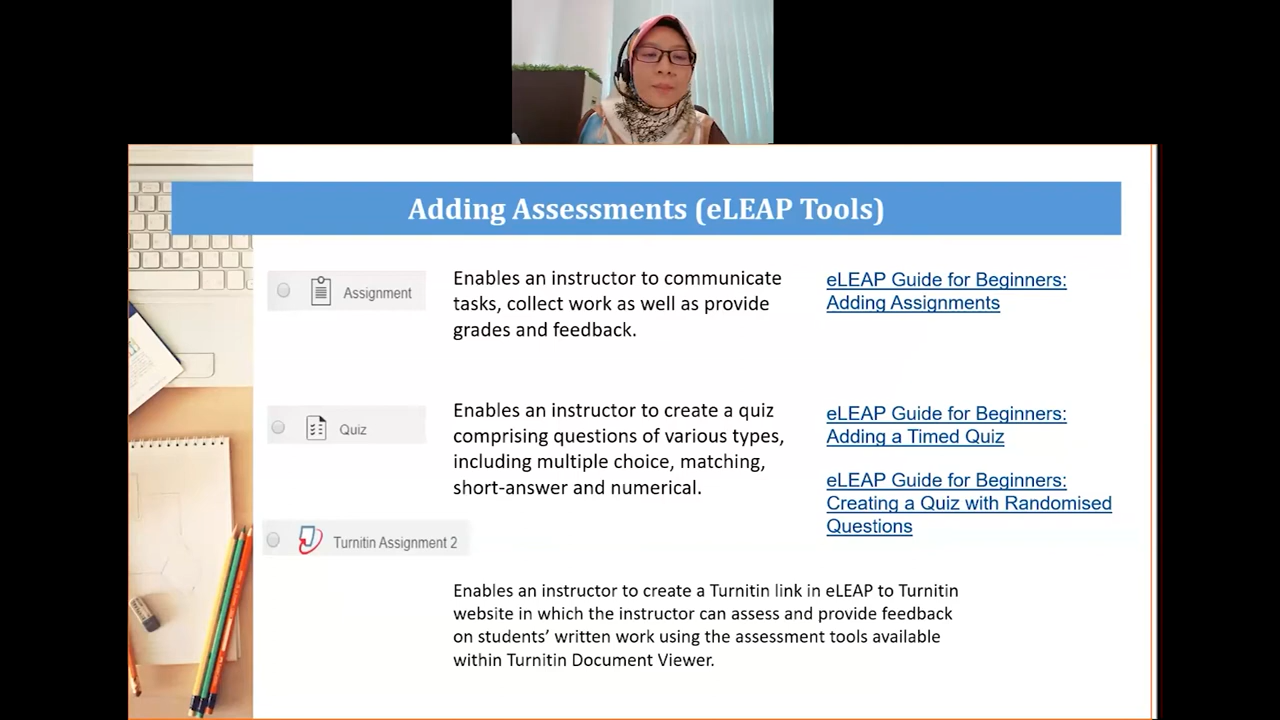 Adding Assessments (eLEAP Tools)
Assignment
Enables an instructor to communicate
tasks, collect work as well as provide
grades and feedback.
eLEAP Guide for Beginners:
Adding Assignments
Quiz
Enables an instructor to create a quiz
comprising questions of various types,
including multiple choice, matching,
short-answer and numerical.
eLEAP Guide for Beginners:
Adding a Timed Quiz
eLEAP Guide for Beginners:
Creating a Quiz with Randomised
Questions
Turnitin Assignment 2
Enables an instructor to create a Turnitin link in eLEAP to Turnitin
website in which the instructor can assess and provide feedback
on students’ written work using the assessment tools available
within Turnitin Document Viewer.